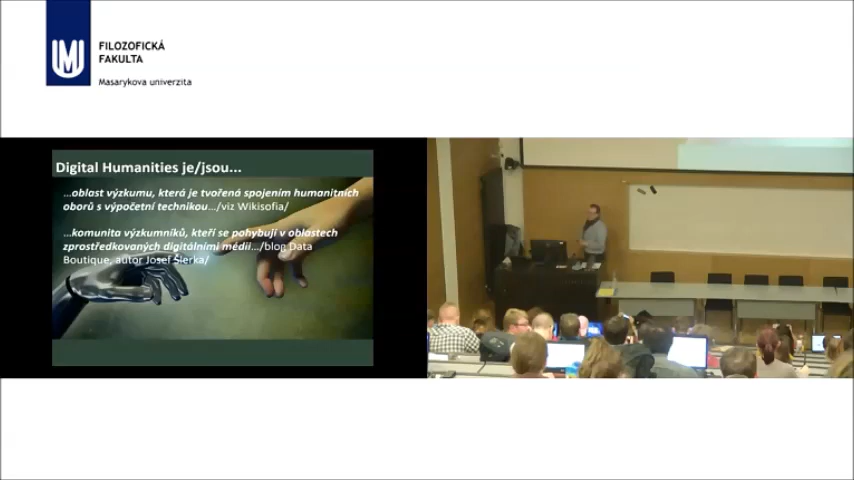 FILOZOFICKÁ
FAKULTA
Masarykova univerzita
Digital Humanities je/jsou...
...oblast výzkumu, která je tvořená spojením humanitních
oborů s výpočetní technikou.../viz Wikisofia/
...komunita výzkumníků, kteří se pohybují v oblastech
zprostředkovaných digitálními médii.../blog Data
Boutique, autor Josef Šlerka/